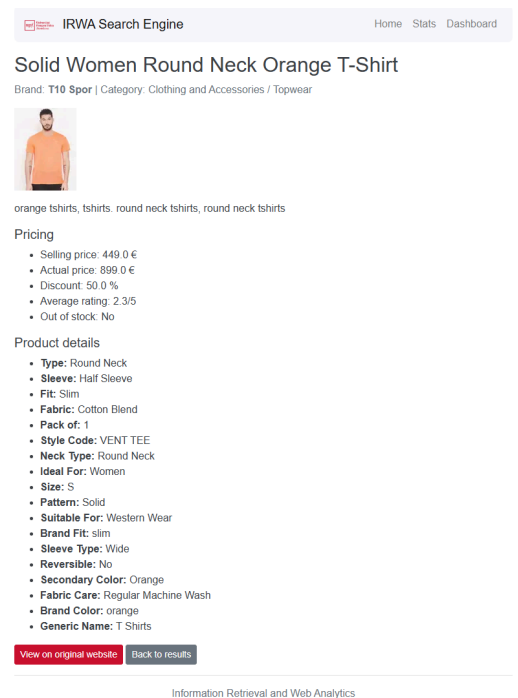 IRWA Search Engine
Home Stats Dashboard
Solid Women Round Neck Orange T-Shirt
Brand: T10 Spor | Category: Clothing and Accessories / Topwear
orange tshirts, tshirts. round neck tshirts, round neck tshirts
Pricing
• Selling price: 449.0 €
• Actual price: 899.0 €
• Discount: 50.0 %
• Average rating: 2.3/5
• Out of stock: No
Product details
• Type: Round Neck
• Sleeve: Half Sleeve
• Fit: Slim
• Fabric: Cotton Blend
• Pack of: 1
• Style Code: VENT TEE
• Neck Type: Round Neck
• Ideal For: Women
• Size: S
• Pattern: Solid
• Suitable For: Western Wear
• Brand Fit: slim
• Sleeve Type: Wide
• Reversible: No
• Secondary Color: Orange
• Fabric Care: Regular Machine Wash
• Brand Color: orange
• Generic Name: T Shirts
View on original website Back to results
Information Retrieval and Web Analytics